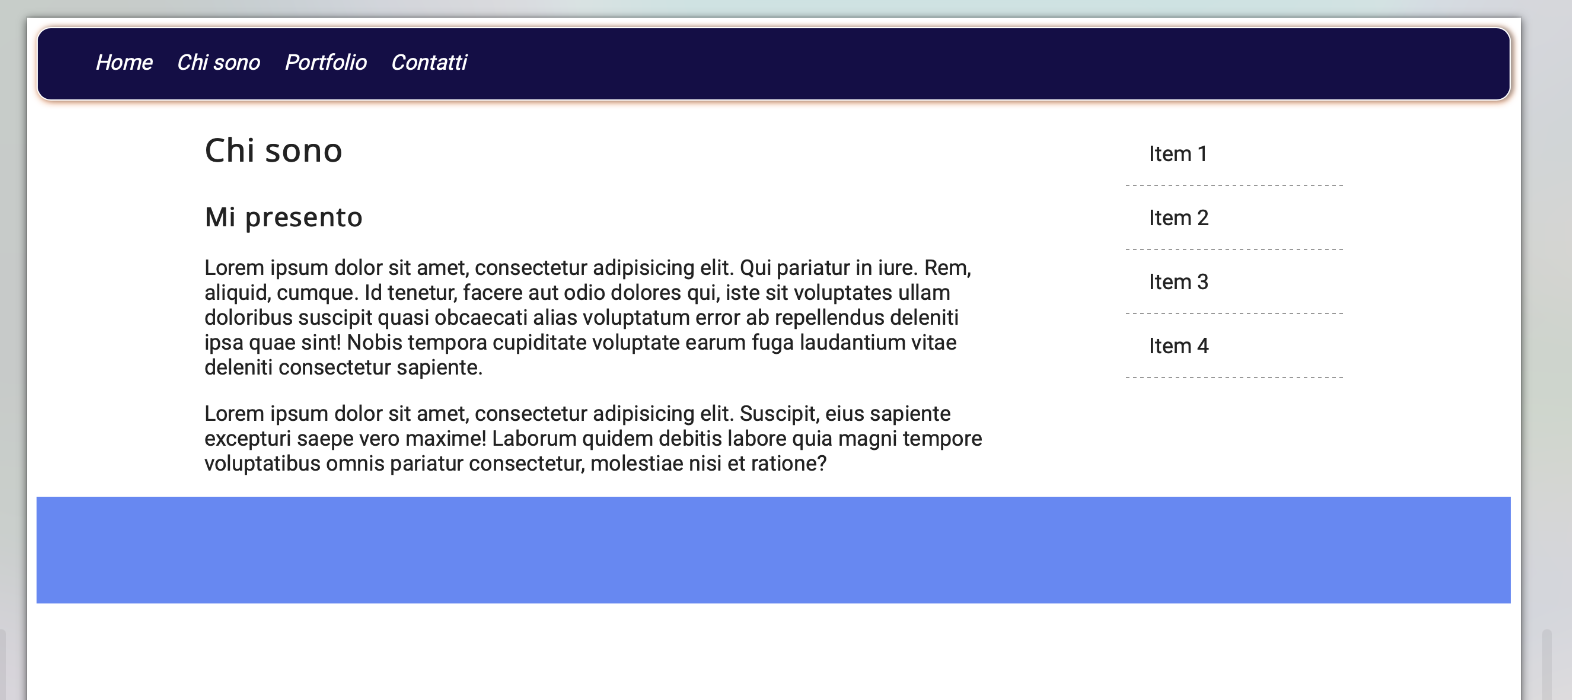 Home Chi sono Portfolio Contatti
Chi sono
Mi presento
Lorem ipsum dolor sit amet, consectetur adipisicing elit. Qui pariatur in iure. Rem,
aliquid, cumque. Id tenetur, facere aut odio dolores qui, iste sit voluptates ullam
doloribus suscipit quasi obcaecati alias voluptatum error ab repellendus deleniti
ipsa quae sint! Nobis tempora cupiditate voluptate earum fuga laudantium vitae
deleniti consectetur sapiente.
Lorem ipsum dolor sit amet, consectetur adipisicing elit. Suscipit, eius sapiente
excepturi saepe vero maxime! Laborum quidem debitis labore quia magni tempore
voluptatibus omnis pariatur consectetur, molestiae nisi et ratione?
Item 1
Item 2
Item 3
Item 4